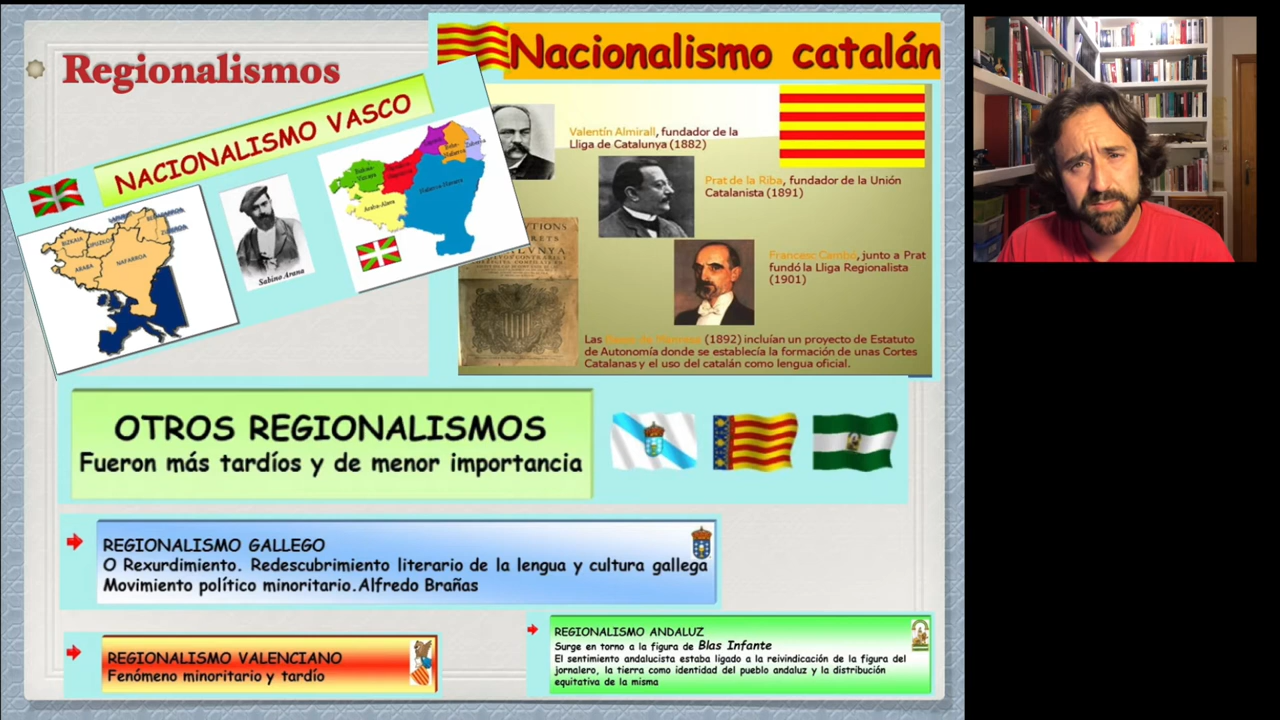 Regionalismos
NACIONALISMO VASCO
BIZKAIA
GIPUZKOA
ARABA
NAFARROA
Sabino Arana
Nacionalismo catalán
Valentín Almirall, fundador de la
Lliga de Catalunya (1882)
Prat de la Riba, fundador de la Unión
Catalanista (1891)
Francesc Cambó, junto a Prat
fundó la Lliga Regionalista
(1901)
Las Bases de Manresa (1892) incluían un proyecto de Estatuto
de Autonomía donde se establecía la formación de unas Cortes
Catalanas y el uso del catalán como lengua oficial.
OTROS REGIONALISMOS
Fueron más tardíos y de menor importancia
REGIONALISMO GALLEGO
O Rexurdimiento. Redescubrimiento literario de la lengua y cultura gallega
Movimiento político minoritario.Alfredo Brañas
REGIONALISMO VALENCIANO
Fenómeno minoritario y tardío
REGIONALISMO ANDALUZ
Surge en torno a la figura de Blas Infante
El sentimiento andalucista estaba ligado a la reivindicación de la figura del
jornalero, la tierra como identidad del pueblo andaluz y la distribución
equitativa de la misma